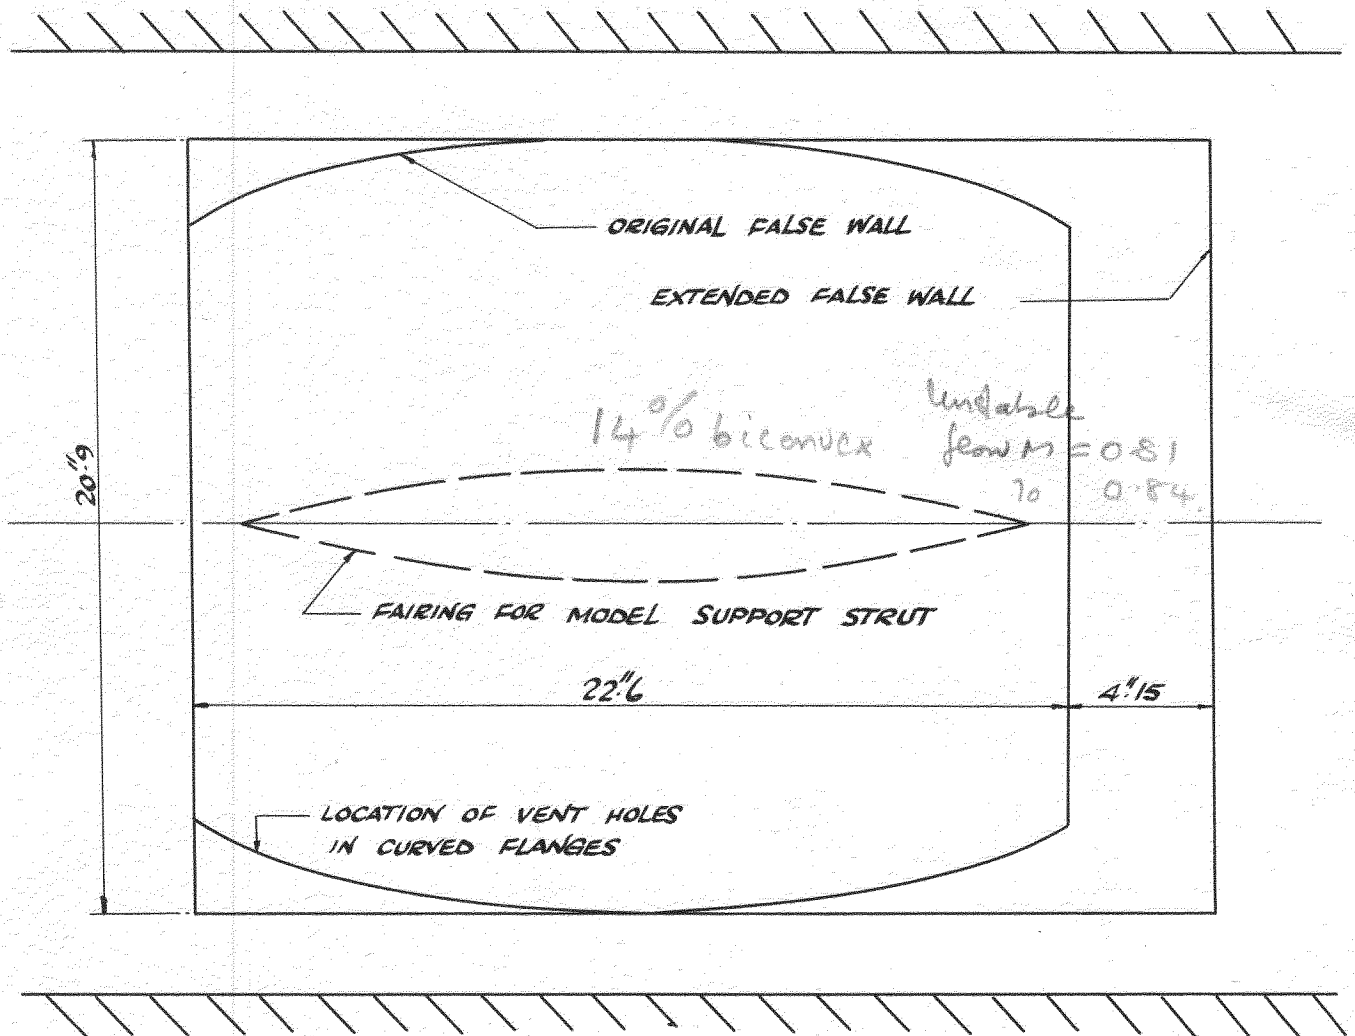 ORIGINAL FALSE WALL
EXTENDED FALSE WALL
14% biconvex
Unstable
flow M = 0.81
to 0.84
20".9
FAIRING FOR MODEL SUPPORT STRUT
22".6
4".15
LOCATION OF VENT HOLES
IN CURVED FLANGES